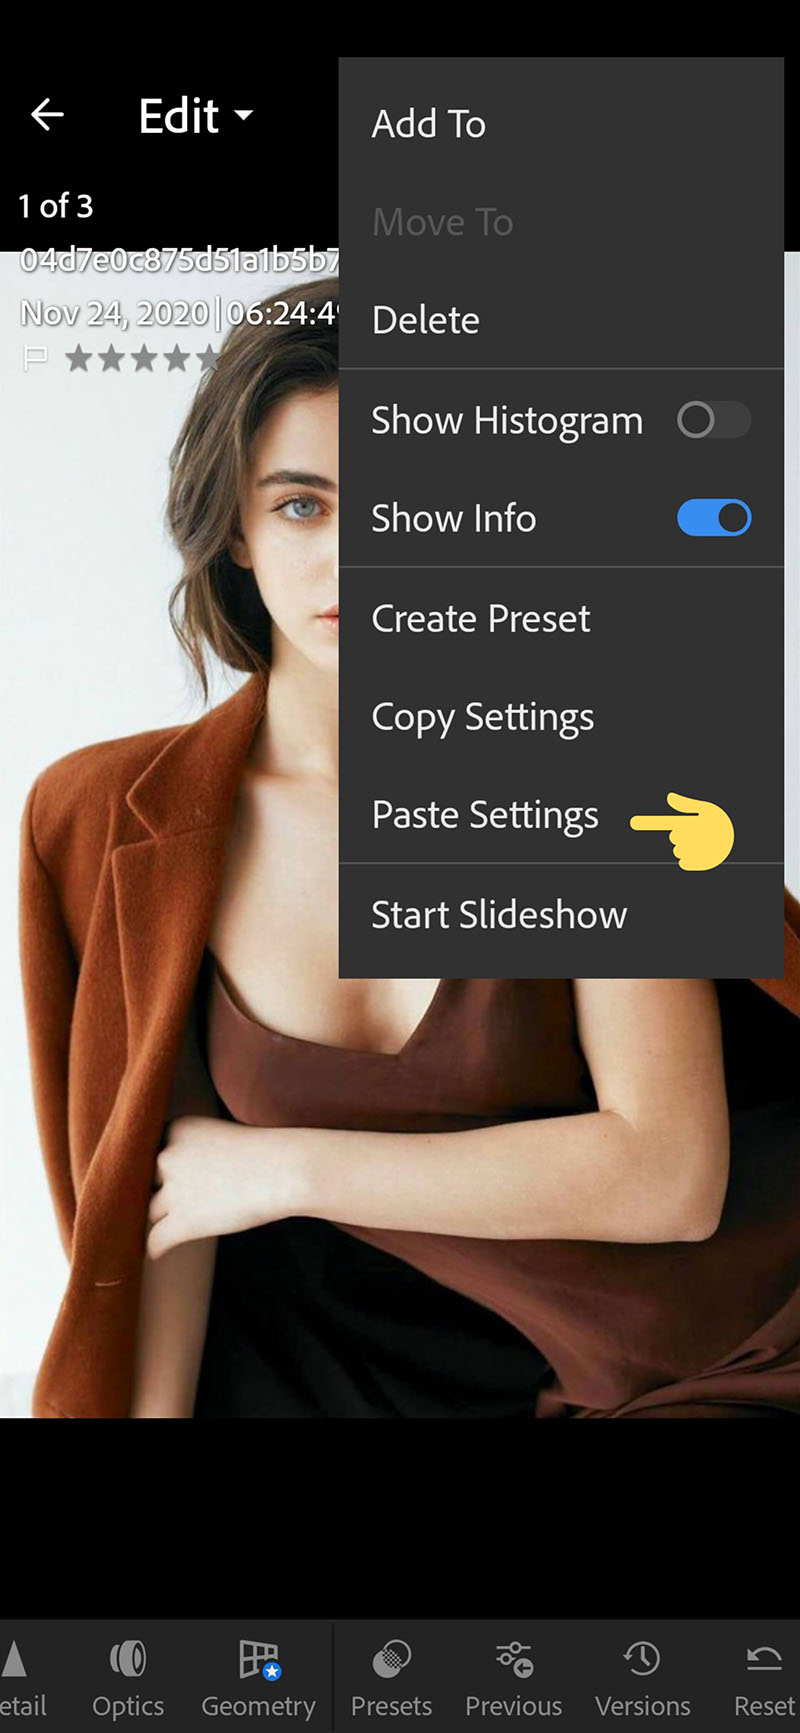 Edit
Add To
1 of 3
Move To
04d7e0c875d51a1b5b7
Nov 24, 2020 | 06:24:49
Delete
Show Histogram
Show Info
Create Preset
Copy Settings
Paste Settings
Start Slideshow
etail
Optics
Geometry
Presets
Previous
Versions
Reset